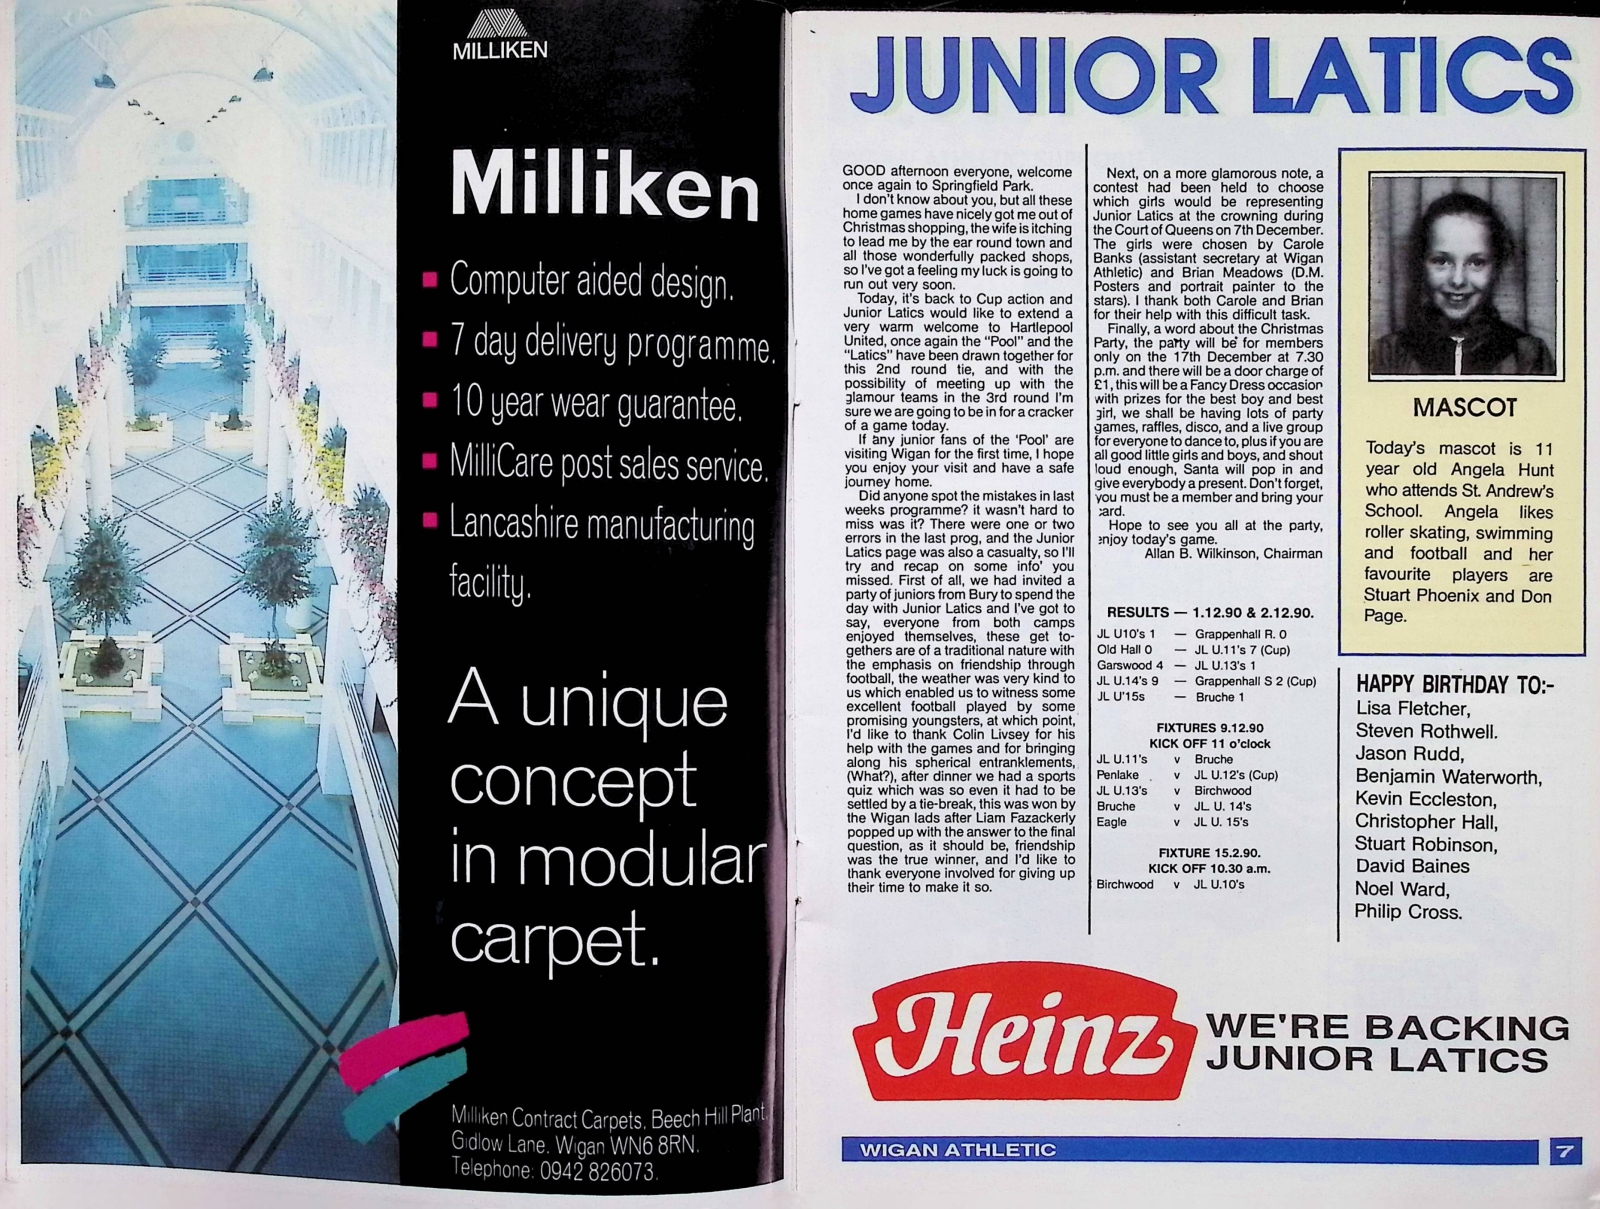 MILLIKEN
Milliken
Computer aided design.
7 day delivery programme.
10 year wear guarantee.
MilliCare post sales service.
Lancashire manufacturing
facility.
A unique
concept
in modular
carpet.
Milliken Contract Carpets, Beech Hill Plant,
Gidlow Lane, Wigan WN6 8RN.
Telephone: 0942 826073.
JUNIOR LATICS
GOOD afternoon everyone, welcome
once again to Springfield Park.
I don't know about you, but all these
home games have nicely got me out of
Christmas shopping, the wife is itching
to lead me by the ear round town and
all those wonderfully packed shops,
so I've got a feeling my luck is going to
run out very soon.
Today, it's back to Cup action and
Junior Latics would like to extend a
very warm welcome to Hartlepool
United, once again the "Pool" and the
"Latics" have been drawn together for
this 2nd round tie, and with the
possibility of meeting up with the
glamour teams in the 3rd round I'm
sure we are going to be in for a cracker
of a game today.
If any junior fans of the 'Pool' are
visiting Wigan for the first time, I hope
you enjoy your visit and have a safe
journey home.
Did anyone spot the mistakes in last
weeks programme? it wasn't hard to
miss was it? There were one or two
errors in the last prog, and the Junior
Latics page was also a casualty, so I'll
try and recap on some info' you
missed. First of all, we had invited a
party of juniors from Bury to spend the
day with Junior Latics and I've got to
say, everyone from both camps
enjoyed themselves, these get to-
gethers are of a traditional nature with
the emphasis on friendship through
football, the weather was very kind to
us which enabled us to witness some
excellent football played by some
promising youngsters, at which point,
I'd like to thank Colin Livsey for his
help with the games and for bringing
along his spherical entranklements,
(What?), after dinner we had a sports
quiz which was so even it had to be
settled by a tie-break, this was won by
the Wigan lads after Liam Fazackerly
popped up with the answer to the final
question, as it should be, friendship
was the true winner, and I'd like to
thank everyone involved for giving up
their time to make it so.
Next, on a more glamorous note, a
contest had been held to choose
which girls would be representing
Junior Latics at the crowning during
the Court of Queens on 7th December.
The girls were chosen by Carole
Banks (assistant secretary at Wigan
Athletic) and Brian Meadows (D.M.
Posters and portrait painter to the
stars). I thank both Carole and Brian
for their help with this difficult task.
Finally, a word about the Christmas
Party, the party will be for members
only on the 17th December at 7.30
p.m. and there will be a door charge of
£1, this will be a Fancy Dress occasion
with prizes for the best boy and best
girl, we shall be having lots of party
games, raffles, disco, and a live group
for everyone to dance to, plus if you are
all good little girls and boys, and shout
loud enough, Santa will pop in and
give everybody a present. Don't forget,
you must be a member and bring your
card.
Hope to see you all at the party,
enjoy today's game.
Allan B. Wilkinson, Chairman
RESULTS — 1.12.90 & 2.12.90.
JL U10's 1 — Grappenhall R. 0
Old Hall 0 — JL U.11's 7 (Cup)
Garswood 4 — JL U.13's 1
JL U.14's 9 — Grappenhall S 2 (Cup)
JL U'15s — Bruche 1
FIXTURES 9.12.90
KICK OFF 11 o'clock
JL U.11's v Bruche
Penlake v JL U.12's (Cup)
JL U.13's v Birchwood
Bruche v JL U. 14's
Eagle v JL U. 15's
FIXTURE 15.2.90.
KICK OFF 10.30 a.m.
Birchwood v JL U.10's
MASCOT
Today's mascot is 11
year old Angela Hunt
who attends St. Andrew's
School. Angela likes
roller skating, swimming
and football and her
favourite players are
Stuart Phoenix and Don
Page.
HAPPY BIRTHDAY TO:-
Lisa Fletcher,
Steven Rothwell.
Jason Rudd,
Benjamin Waterworth,
Kevin Eccleston,
Christopher Hall,
Stuart Robinson,
David Baines
Noel Ward,
Philip Cross.
Heinz
WE'RE BACKING
JUNIOR LATICS
WIGAN ATHLETIC
7